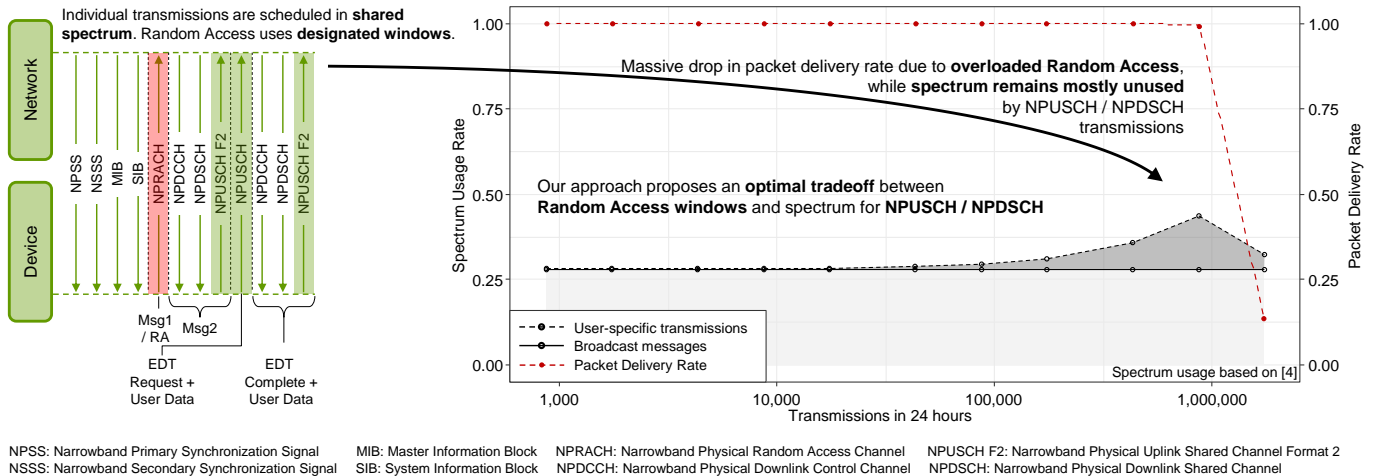 Individual transmissions are scheduled in shared
spectrum. Random Access uses designated windows.
Network
Device
NPSS
NSSS
MIB
SIB
NPRACH
NPDCCH
NPDSCH
NPUSCH F2
NPUSCH
NPDCCH
NPDSCH
NPUSCH F2
Msg1
/ RA
Msg2
EDT
Request +
User Data
EDT
Complete +
User Data
Spectrum Usage Rate
1.00
0.75
0.50
0.25
0.00
Massive drop in packet delivery rate due to overloaded Random Access,
while spectrum remains mostly unused
by NPUSCH / NPDSCH
transmissions
Our approach proposes an optimal tradeoff between
Random Access windows and spectrum for NPUSCH / NPDSCH
User-specific transmissions
Broadcast messages
Packet Delivery Rate
Spectrum usage based on [4]
1.00
0.75
0.50
0.25
0.00
Packet Delivery Rate
1,000
10,000
100,000
1,000,000
Transmissions in 24 hours
NPSS: Narrowband Primary Synchronization Signal MIB: Master Information Block NPRACH: Narrowband Physical Random Access Channel NPUSCH F2: Narrowband Physical Uplink Shared Channel Format 2
NSSS: Narrowband Secondary Synchronization Signal SIB: System Information Block NPDCCH: Narrowband Physical Downlink Control Channel NPDSCH: Narrowband Physical Downlink Shared Channel